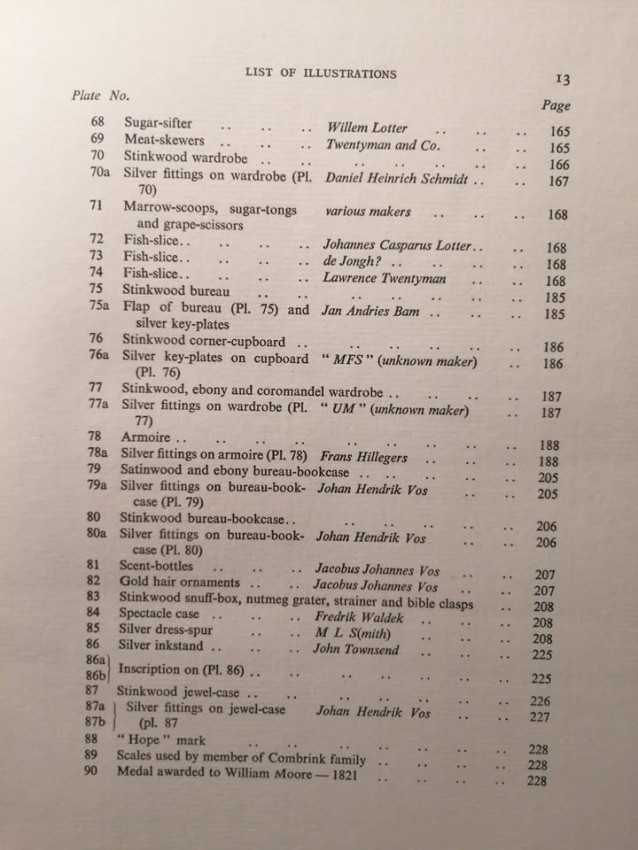 LIST OF ILLUSTRATIONS 13
Plate No. Page
68 Sugar-sifter .. .. .. Willem Lotter .. .. .. 165
69 Meat-skewers .. .. .. Twentyman and Co. .. .. 165
70 Stinkwood wardrobe .. .. .. .. .. .. .. 166
70a Silver fittings on wardrobe (Pl. Daniel Heinrich Schmidt .. .. 167
70)
71 Marrow-scoops, sugar-tongs various makers .. .. .. 168
and grape-scissors
72 Fish-slice.. .. .. .. Johannes Casparus Lotter.. .. 168
73 Fish-slice.. .. .. .. de Jongh? .. .. .. .. 168
74 Fish-slice.. .. .. .. Lawrence Twentyman .. .. 168
75 Stinkwood bureau .. .. .. .. .. .. .. 185
75a Flap of bureau (Pl. 75) and Jan Andries Bam .. .. .. 185
silver key-plates
76 Stinkwood corner-cupboard .. .. .. .. .. .. 186
76a Silver key-plates on cupboard " MFS " (unknown maker) .. 186
(Pl. 76)
77 Stinkwood, ebony and coromandel wardrobe .. .. .. .. 187
77a Silver fittings on wardrobe (Pl. " UM " (unknown maker) .. 187
77)
78 Armoire .. .. .. .. .. .. .. .. .. 188
78a Silver fittings on armoire (Pl. 78) Frans Hillegers .. .. .. 188
79 Satinwood and ebony bureau-bookcase .. .. .. .. .. 205
79a Silver fittings on bureau-book- Johan Hendrik Vos .. .. 205
case (Pl. 79)
80 Stinkwood bureau-bookcase.. .. .. .. .. .. 206
80a Silver fittings on bureau-book- Johan Hendrik Vos .. .. 206
case (Pl. 80)
81 Scent-bottles .. .. .. Jacobus Johannes Vos .. .. 207
82 Gold hair ornaments .. .. Jacobus Johannes Vos .. .. 207
83 Stinkwood snuff-box, nutmeg grater, strainer and bible clasps .. 208
84 Spectacle case .. .. .. Fredrik Waldek .. .. .. 208
85 Silver dress-spur .. .. M L S(mith) .. .. .. 208
86 Silver inkstand .. .. .. John Townsend .. .. .. 225
86a
86b Inscription on (Pl. 86) .. .. .. .. .. .. .. 225
87 Stinkwood jewel-case .. .. .. .. .. .. .. 226
87a Silver fittings on jewel-case Johan Hendrik Vos .. .. 227
87b (pl. 87
88 " Hope " mark .. .. .. .. .. .. .. 228
89 Scales used by member of Combrink family .. .. .. .. 228
90 Medal awarded to William Moore — 1821 .. .. .. .. 228